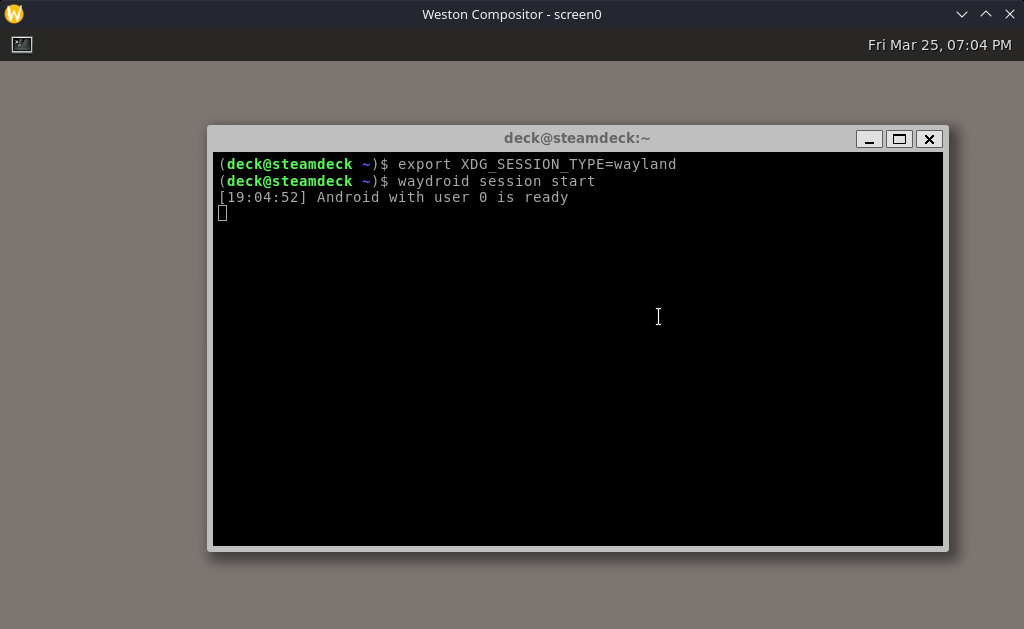 Weston Compositor - screen0
Fri Mar 25, 07:04 PM
deck@steamdeck:~
(deck@steamdeck ~)$ export XDG_SESSION_TYPE=wayland
(deck@steamdeck ~)$ waydroid session start
[19:04:52] Android with user 0 is ready